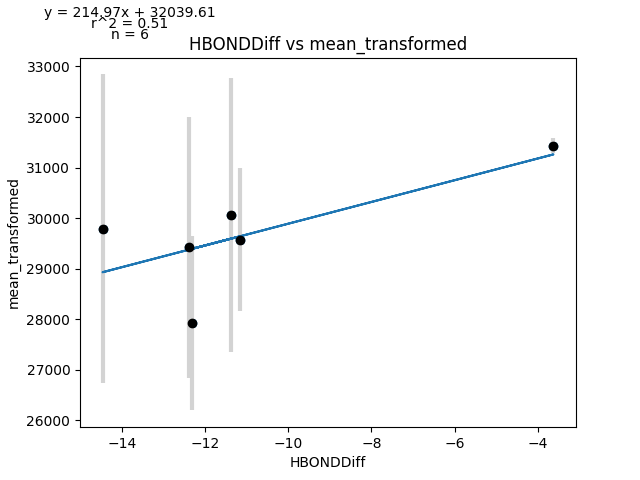 y = 214.97x + 32039.61
r^2 = 0.51
n = 6
HBONDDiff vs mean_transformed
33000
32000
31000
30000
29000
28000
27000
26000
mean_transformed
−14
−12
−10
−8
−6
−4
HBONDDiff